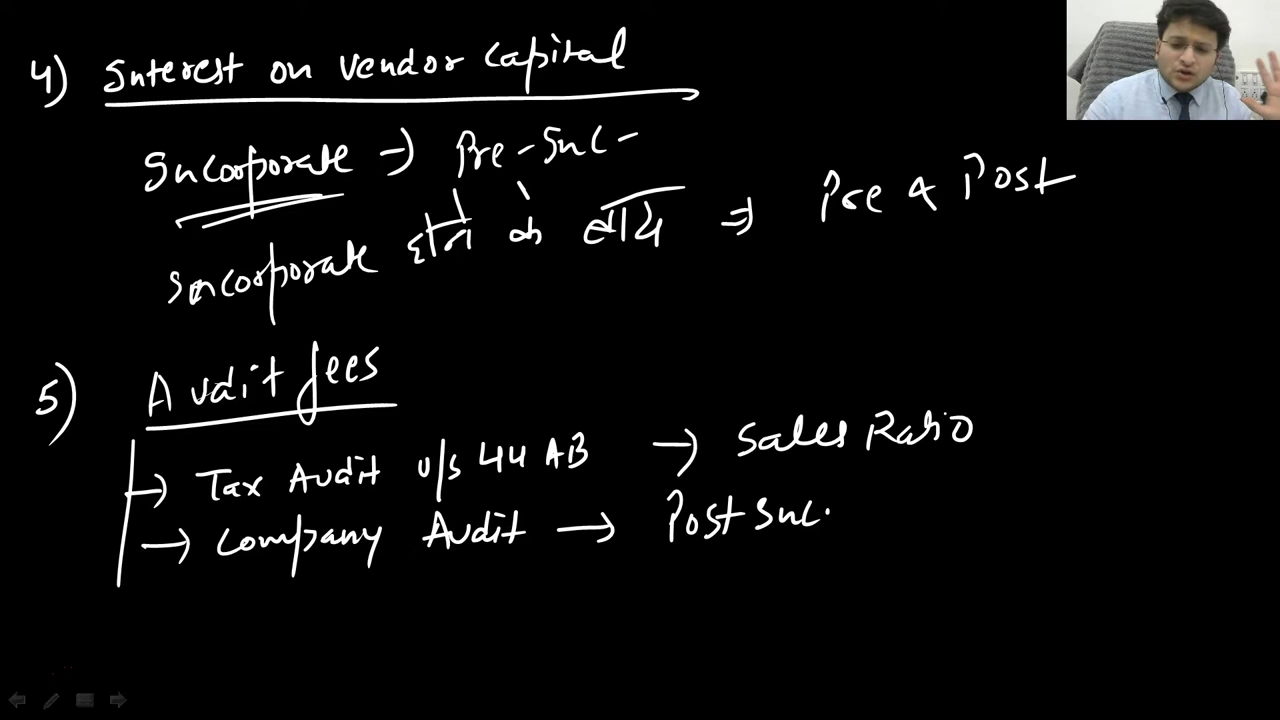 4) Interest on Vendor Capital
Incorporate => Pre-Inc-
Incorporate होने के बाद => Pre & Post
5) Audit fees
→ Tax Audit u/s 44 AB → Sales Ratio
→ Company Audit → Post Inc.